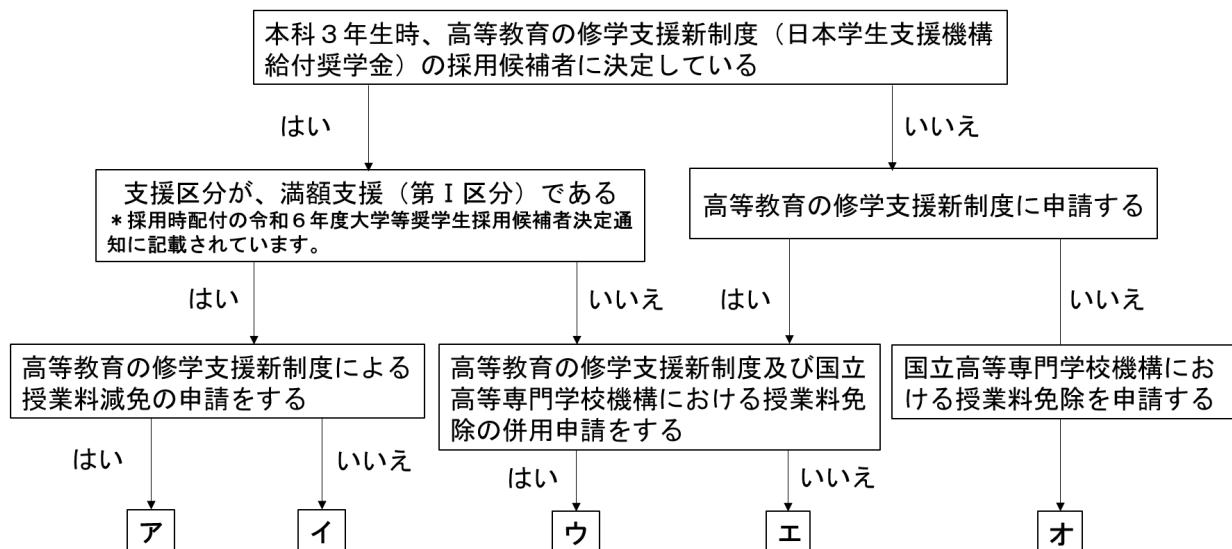 本科３年生時、高等教育の修学支援新制度（日本学生支援機構
給付奨学金）の採用候補者に決定している
はい
いいえ
支援区分が、満額支援（第Ⅰ区分）である
＊採用時配付の令和６年度大学等奨学生採用候補者決定通
知に記載されています。
高等教育の修学支援新制度に申請する
はい
いいえ
はい
いいえ
高等教育の修学支援新制度による
授業料減免の申請をする
高等教育の修学支援新制度及び国立
高等専門学校機構における授業料免
除の併用申請をする
国立高等専門学校機構にお
ける授業料免除を申請する
はい
いいえ
はい
いいえ
ア
イ
ウ
エ
オ